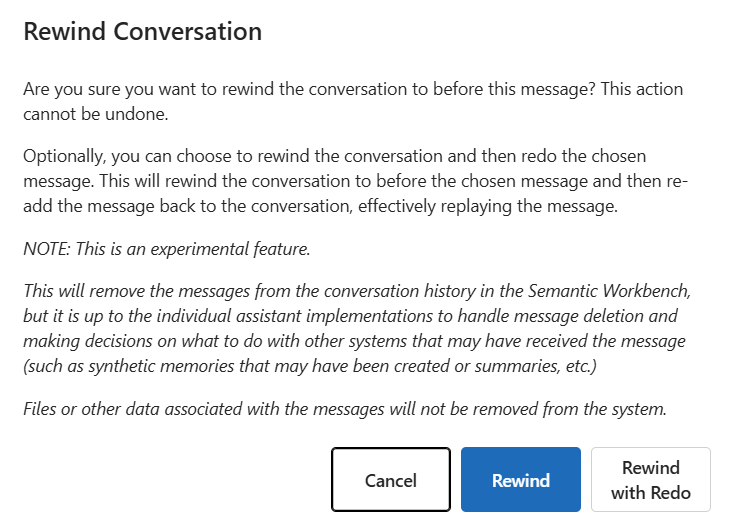 Rewind Conversation
Are you sure you want to rewind the conversation to before this message? This action
cannot be undone.
Optionally, you can choose to rewind the conversation and then redo the chosen
message. This will rewind the conversation to before the chosen message and then re-
add the message back to the conversation, effectively replaying the message.
NOTE: This is an experimental feature.
This will remove the messages from the conversation history in the Semantic Workbench,
but it is up to the individual assistant implementations to handle message deletion and
making decisions on what to do with other systems that may have received the message
(such as synthetic memories that may have been created or summaries, etc.)
Files or other data associated with the messages will not be removed from the system.
Cancel
Rewind
Rewind
with Redo